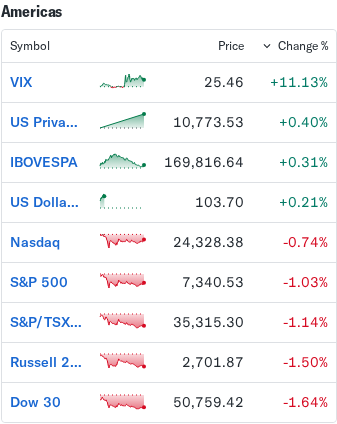 Americas
Symbol Price Change %
VIX 25.46 +11.13%
US Priva... 10,773.53 +0.40%
IBOVESPA 169,816.64 +0.31%
US Dolla... 103.70 +0.21%
Nasdaq 24,328.38 -0.74%
S&P 500 7,340.53 -1.03%
S&P/TSX... 35,315.30 -1.14%
Russell 2... 2,701.87 -1.50%
Dow 30 50,759.42 -1.64%